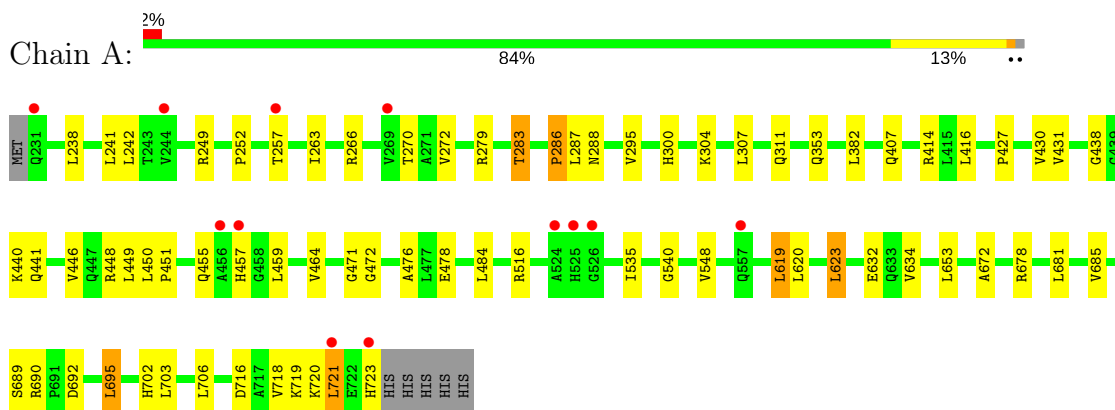 2%
Chain A:
84% 13% ••
MET Q231 L238 L241 L242 T243 V244 R249 P252 T257 I263 R266 V269 T270 A271 V272 R279 T283 P286 L287 N288 V295 H300 K304 L307 Q311 Q353 L382 Q407 R414 L415 L416 P427 V430 V431 G438 G439
K440 Q441 V446 Q447 R448 L449 L450 P451 Q455 A456 H457 G458 L459 V464 G471 G472 A476 L477 E478 L484 R516 A524 H525 G526 I535 G540 V548 Q557 L619 L620 L623 E632 Q633 V634 L653 A672 R678 L681 V685
S689 R690 P691 D692 L695 H702 L703 L706 D716 A717 V718 K719 K720 L721 E722 H723 HIS HIS HIS HIS HIS